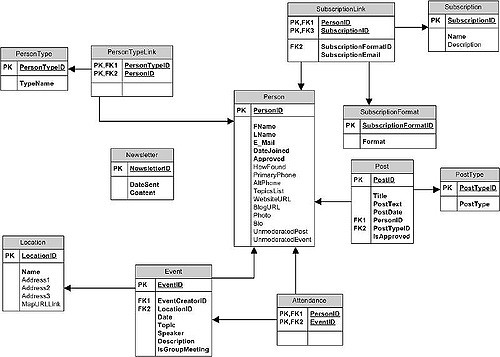 SubscriptionLink
PK,FK1 PersonID
PK,FK3 SubscriptionID
FK2 SubscriptionFormatID
SubscriptionEmail
Subscription
PK SubscriptionID
Name
Description
PersonType
PK PersonTypeID
TypeName
PersonTypeLink
PK,FK1 PersonTypeID
PK,FK2 PersonID
Person
PK PersonID
FName
LName
E_Mail
DateJoined
Approved
HowFound
PrimaryPhone
AltPhone
TopicsList
WebsiteURL
BlogURL
Photo
Bio
UnmoderatedPost
UnmoderatedEvent
SubscriptionFormat
PK SubscriptionFormatID
Format
Newsletter
PK NewsletterID
DateSent
Content
Post
PK PostID
Title
PostText
PostDate
FK1 PersonID
FK2 PostTypeID
IsApproved
PostType
PK PostTypeID
PostType
Location
PK LocationID
Name
Address1
Address2
Address3
MapURLLink
Event
PK EventID
FK1 EventCreatorID
FK2 LocationID
Date
Topic
Speaker
Description
IsGroupMeeting
Attendance
PK,FK1 PersonID
PK,FK2 EventID